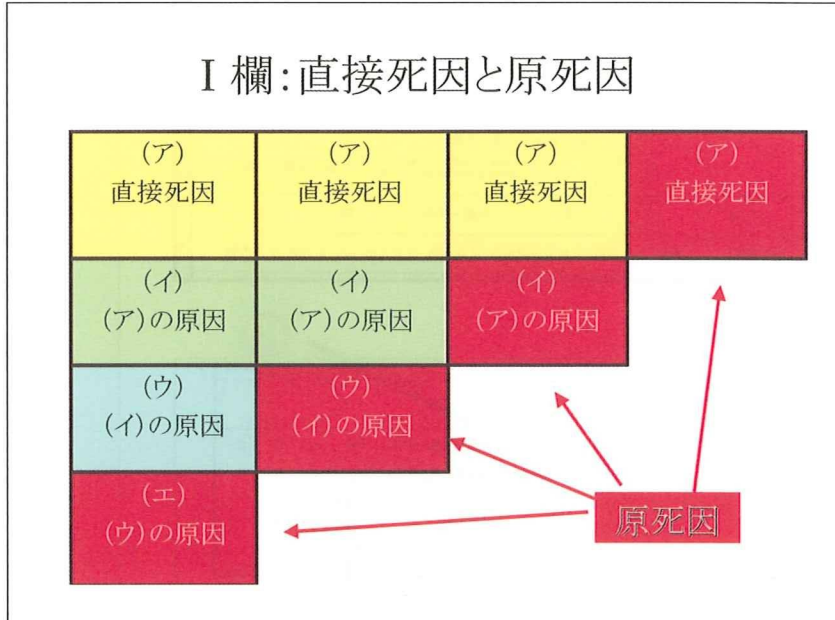 I 欄:直接死因と原死因
(ア)
直接死因
(ア)
直接死因
(ア)
直接死因
(ア)
直接死因
(イ)
(ア)の原因
(イ)
(ア)の原因
(イ)
(ア)の原因
(ウ)
(イ)の原因
(ウ)
(イ)の原因
(エ)
(ウ)の原因
原死因